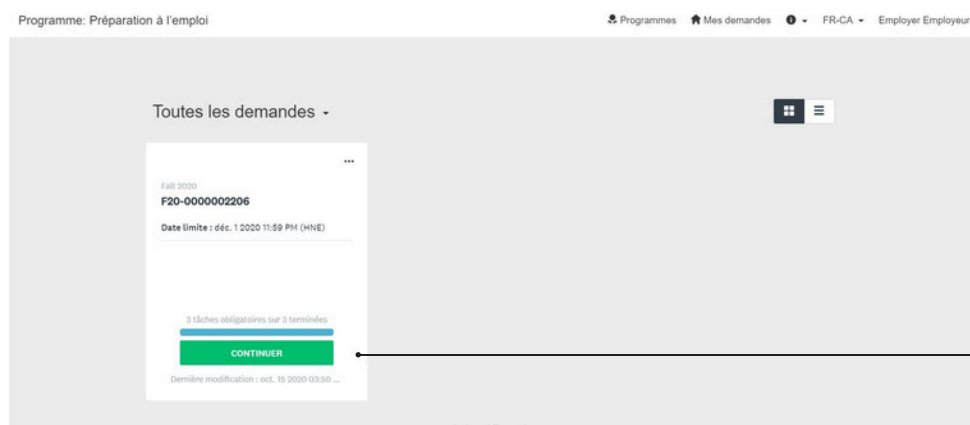 Programme: Préparation à l'emploi
Programmes Mes demandes FR-CA Employer Employeur
Toutes les demandes
Fall 2020
F20-0000002206
Date limite : déc. 1 2020 11:59 PM (HNE)
3 tâches obligatoires sur 3 terminées
CONTINUER
Dernière modification : oct. 15 2020 03:50 ...